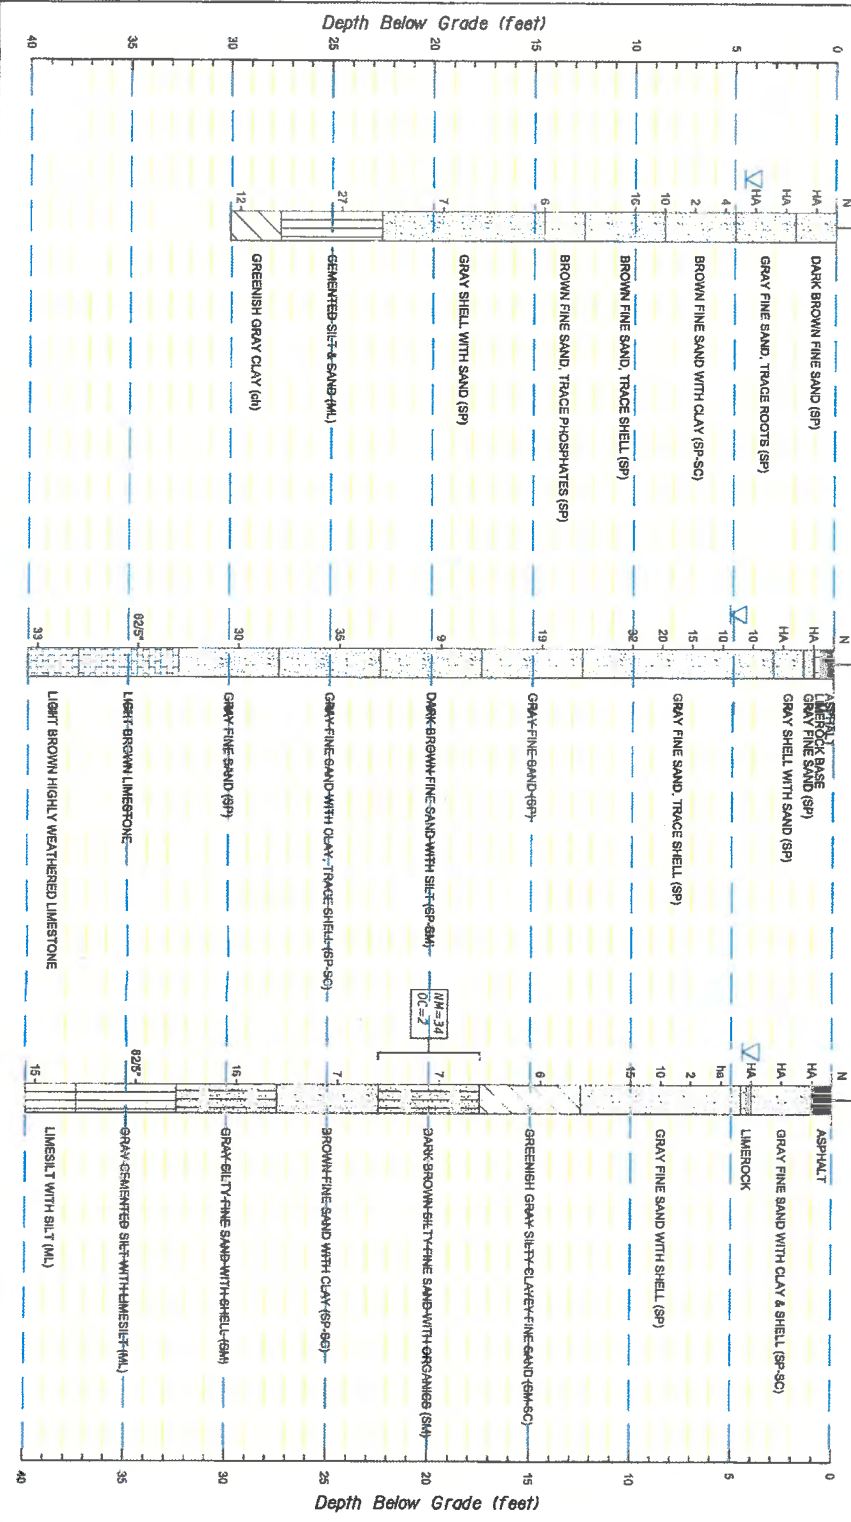 Depth Below Grade (feet)
0
5
10
15
20
25
30
35
40
N
HA
HA
HA
4
2
10
16
6
7
27
12
DARK BROWN FINE SAND (SP)
GRAY FINE SAND, TRACE ROOTS (SP)
BROWN FINE SAND WITH CLAY (SP-SC)
BROWN FINE SAND, TRACE SHELL (SP)
BROWN FINE SAND, TRACE PHOSPHATES (SP)
GRAY SHELL WITH SAND (SP)
CEMENTED SILT & SAND (ML)
GREENISH GRAY CLAY (ch)
N
HA
HA
10
10
15
20
19
9
35
30
62/5"
33
ASPHALT
LIMEROCK BASE
GRAY FINE SAND (SP)
GRAY SHELL WITH SAND (SP)
GRAY FINE SAND, TRACE SHELL (SP)
GRAY FINE SAND (SP)
DARK BROWN FINE SAND WITH SILT (SP-SM)
GRAY FINE SAND WITH CLAY, TRACE SHELL (SP-SC)
GRAY FINE SAND (SP)
LIGHT BROWN LIMESTONE
LIGHT BROWN HIGHLY WEATHERED LIMESTONE
N
HA
HA
HA
ha
2
10
15
6
7
7
16
82/5"
15
NM=34
OC=2
ASPHALT
GRAY FINE SAND WITH CLAY & SHELL (SP-SC)
LIMEROCK
GRAY FINE SAND WITH SHELL (SP)
GREENISH GRAY SILTY CLAYEY FINE SAND (SM-SC)
DARK BROWN SILTY FINE SAND WITH ORGANICS (SM)
BROWN FINE SAND WITH CLAY (SP-SC)
GRAY SILTY FINE SAND WITH SHELL (SM)
GRAY CEMENTED SILT WITH LIMESILT (ML)
LIMESILT WITH SILT (ML)
0
5
10
15
20
25
30
35
40
Depth Below Grade (feet)